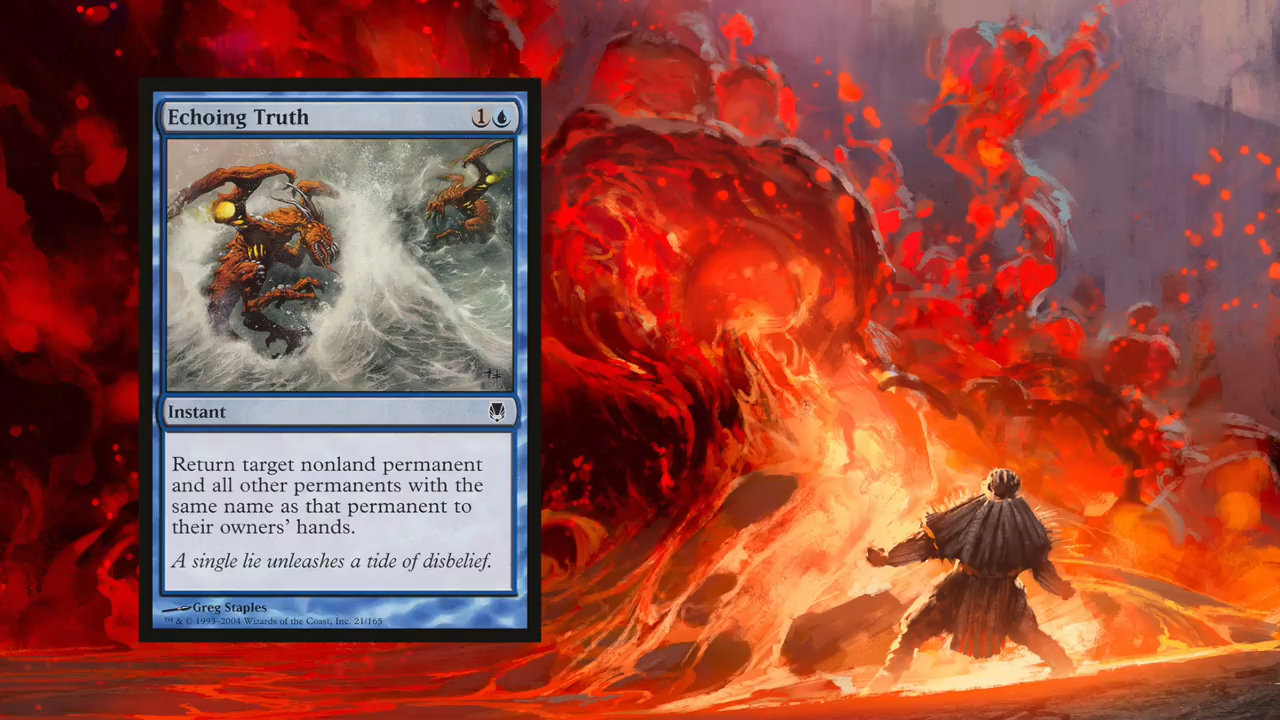 Echoing Truth 1
Instant
Return target nonland permanent
and all other permanents with the
same name as that permanent to
their owners' hands.
A single lie unleashes a tide of disbelief.
Greg Staples
™ & © 1993–2004 Wizards of the Coast, Inc. 21/165